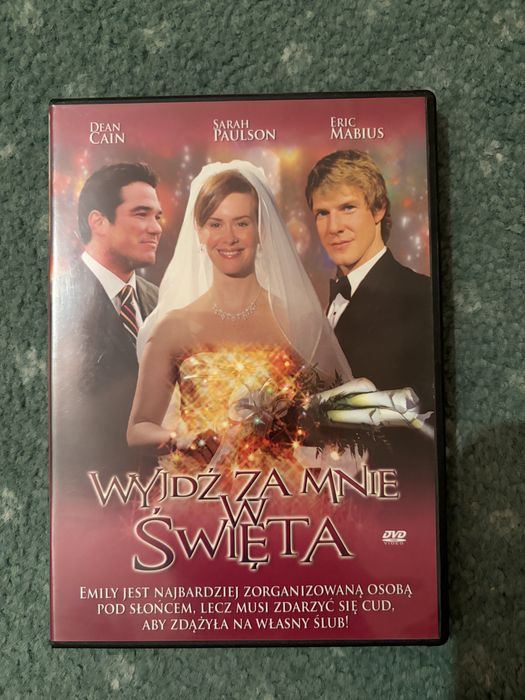 DEAN CAIN
SARAH PAULSON
ERIC MABIUS
WYJDŹ ZA MNIE
W
ŚWIĘTA
DVD
VIDEO
EMILY JEST NAJBARDZIEJ ZORGANIZOWANĄ OSOBĄ
POD SŁOŃCEM, LECZ MUSI ZDARZYĆ SIĘ CUD,
ABY ZDĄŻYŁA NA WŁASNY ŚLUB!